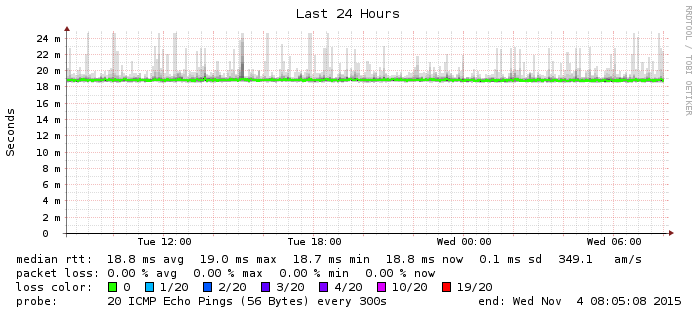 Last 24 Hours
RRDTOOL / TOBI OETIKER
Seconds
24 m
22 m
20 m
18 m
16 m
14 m
12 m
10 m
8 m
6 m
4 m
2 m
0
Tue 12:00 Tue 18:00 Wed 00:00 Wed 06:00
median rtt: 18.8 ms avg 19.0 ms max 18.7 ms min 18.8 ms now 0.1 ms sd 349.1 am/s
packet loss: 0.00 % avg 0.00 % max 0.00 % min 0.00 % now
loss color: 0 1/20 2/20 3/20 4/20 10/20 19/20
probe: 20 ICMP Echo Pings (56 Bytes) every 300s end: Wed Nov 4 08:05:08 2015